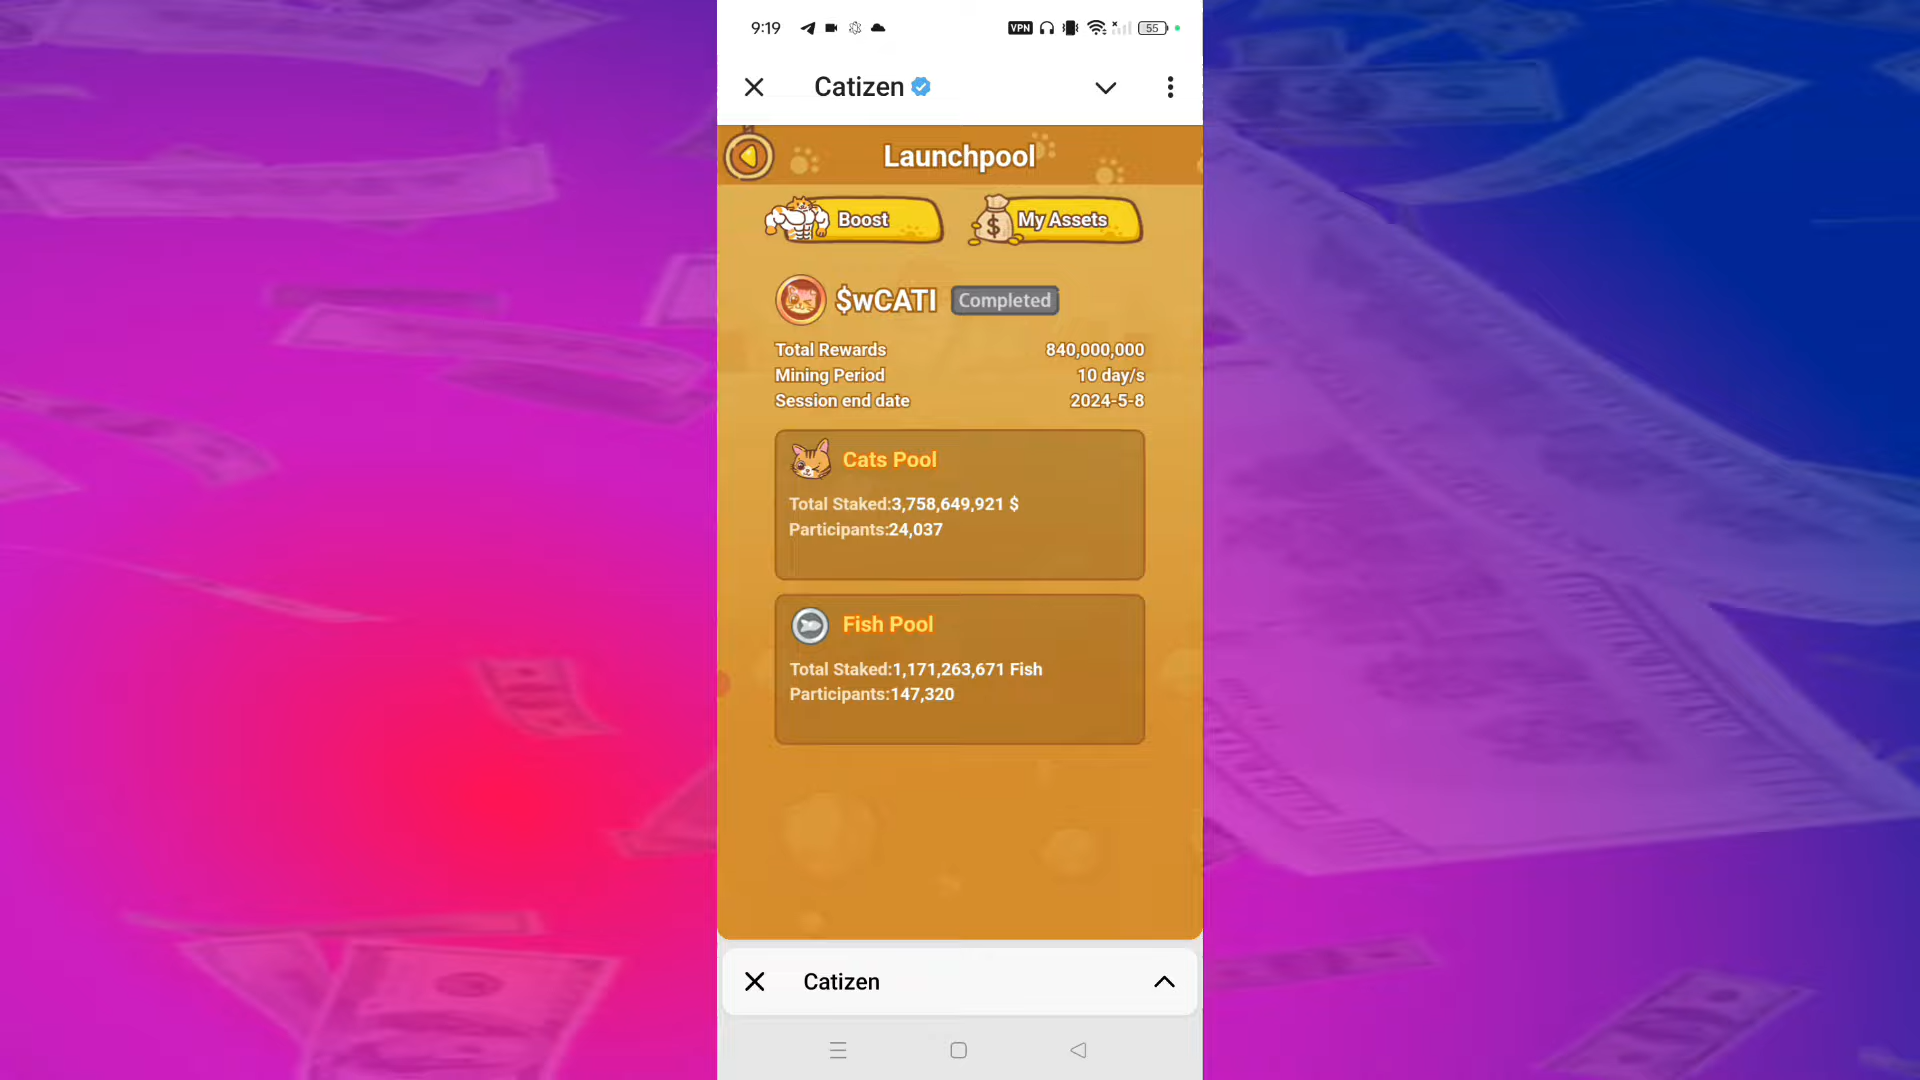 9:19 VPN 55
Catizen
Launchpool
Boost My Assets
$wCATI Completed
Total Rewards 840,000,000
Mining Period 10 day/s
Session end date 2024-5-8
Cats Pool
Total Staked:3,758,649,921 $
Participants:24,037
Fish Pool
Total Staked:1,171,263,671 Fish
Participants:147,320
Catizen